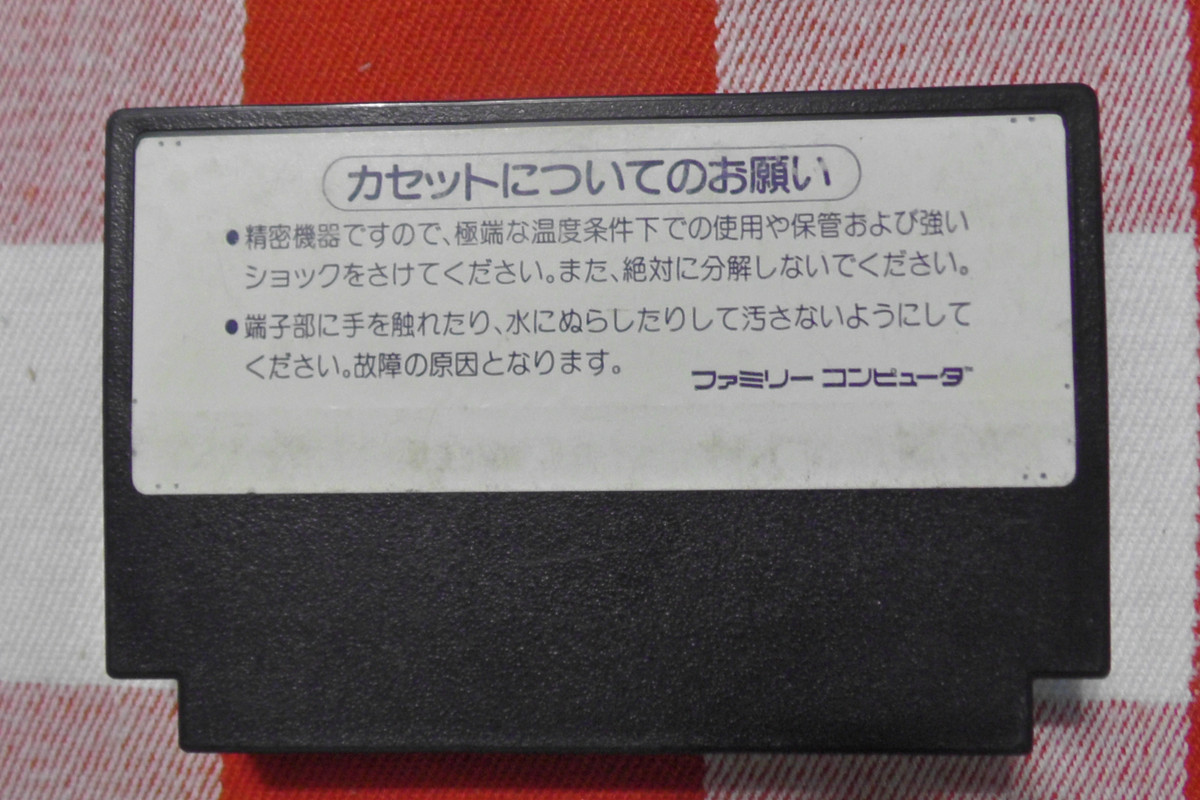 カセットについてのお願い
●精密機器ですので、極端な温度条件下での使用や保管および強い
ショックをさけてください。また、絶対に分解しないでください。
●端子部に手を触れたり、水にぬらしたりして汚さないようにして
ください。故障の原因となります。
ファミリーコンピュータ™